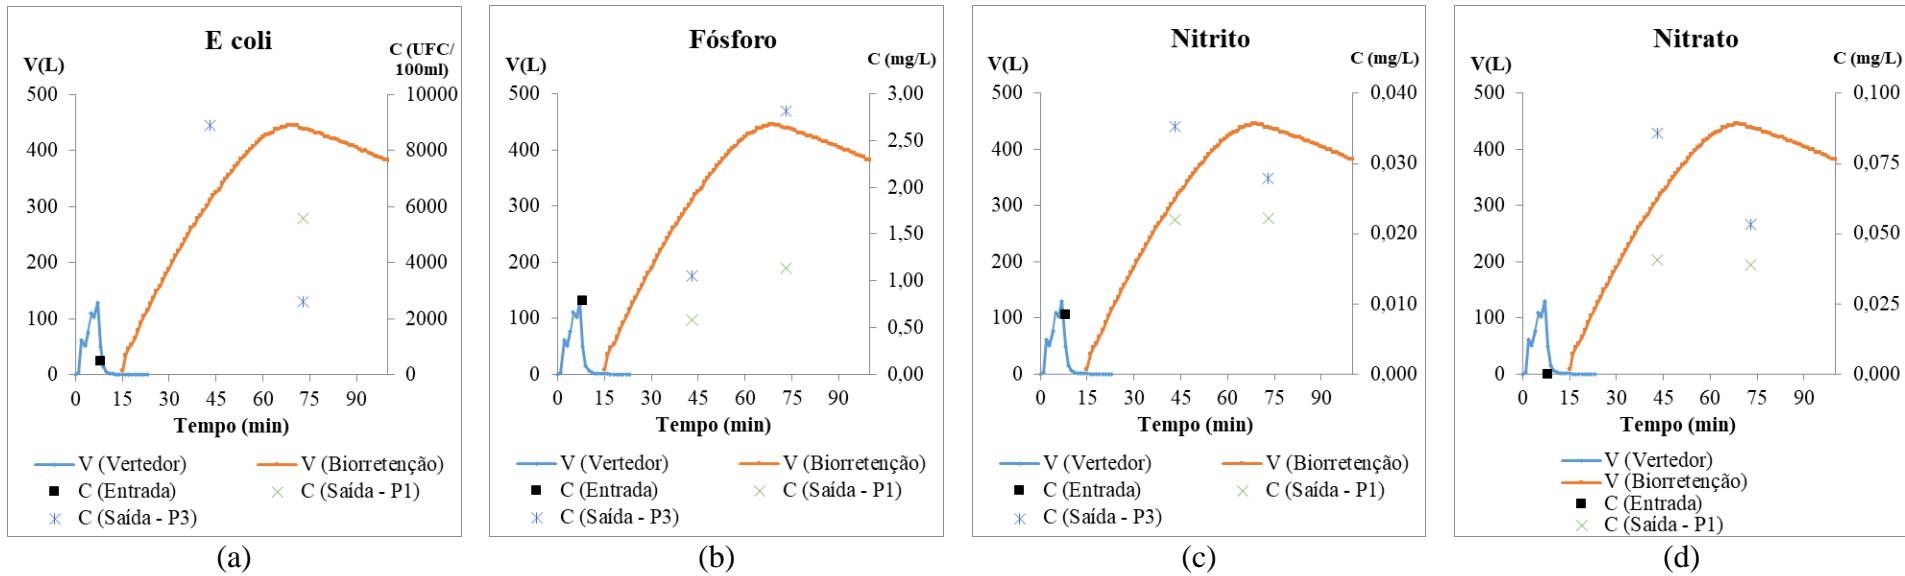 E coli
V(L)
C (UFC/
100ml)
500
400
300
200
100
0
10000
8000
6000
4000
2000
0
0 15 30 45 60 75 90
Tempo (min)
V (Vertedor)
V (Biorretenção)
C (Entrada)
C (Saída - P1)
C (Saída - P3)
(a)
Fósforo
V(L)
C (mg/L)
500
400
300
200
100
0
3,00
2,50
2,00
1,50
1,00
0,50
0,00
0 15 30 45 60 75 90
Tempo (min)
V (Vertedor)
V (Biorretenção)
C (Entrada)
C (Saída - P1)
C (Saída - P3)
(b)
Nitrito
V(L)
C (mg/L)
500
400
300
200
100
0
0,040
0,030
0,020
0,010
0,000
0 15 30 45 60 75 90
Tempo (min)
V (Vertedor)
V (Biorretenção)
C (Entrada)
C (Saída - P1)
C (Saída - P3)
(c)
Nitrato
V(L)
C (mg/L)
500
400
300
200
100
0
0,100
0,075
0,050
0,025
0,000
0 15 30 45 60 75 90
Tempo (min)
V (Vertedor)
V (Biorretenção)
C (Entrada)
C (Saída - P1)
(d)